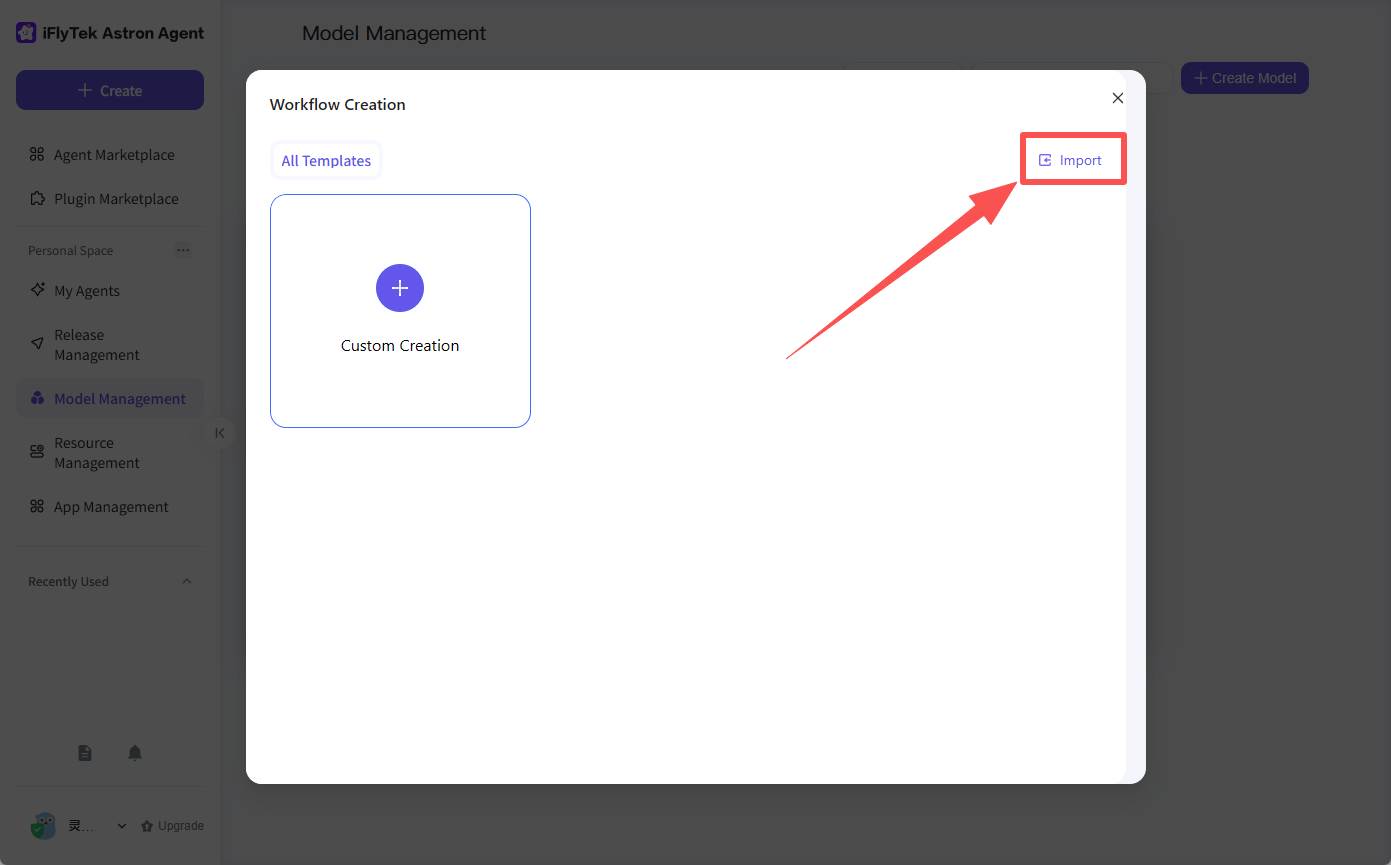 iFlyTek Astron Agent
Create
Agent Marketplace
Plugin Marketplace
Personal Space
My Agents
Release
Management
Model Management
Resource
Management
App Management
Recently Used
灵...
Upgrade
Model Management
Create Model
Workflow Creation
All Templates
Import
Custom Creation